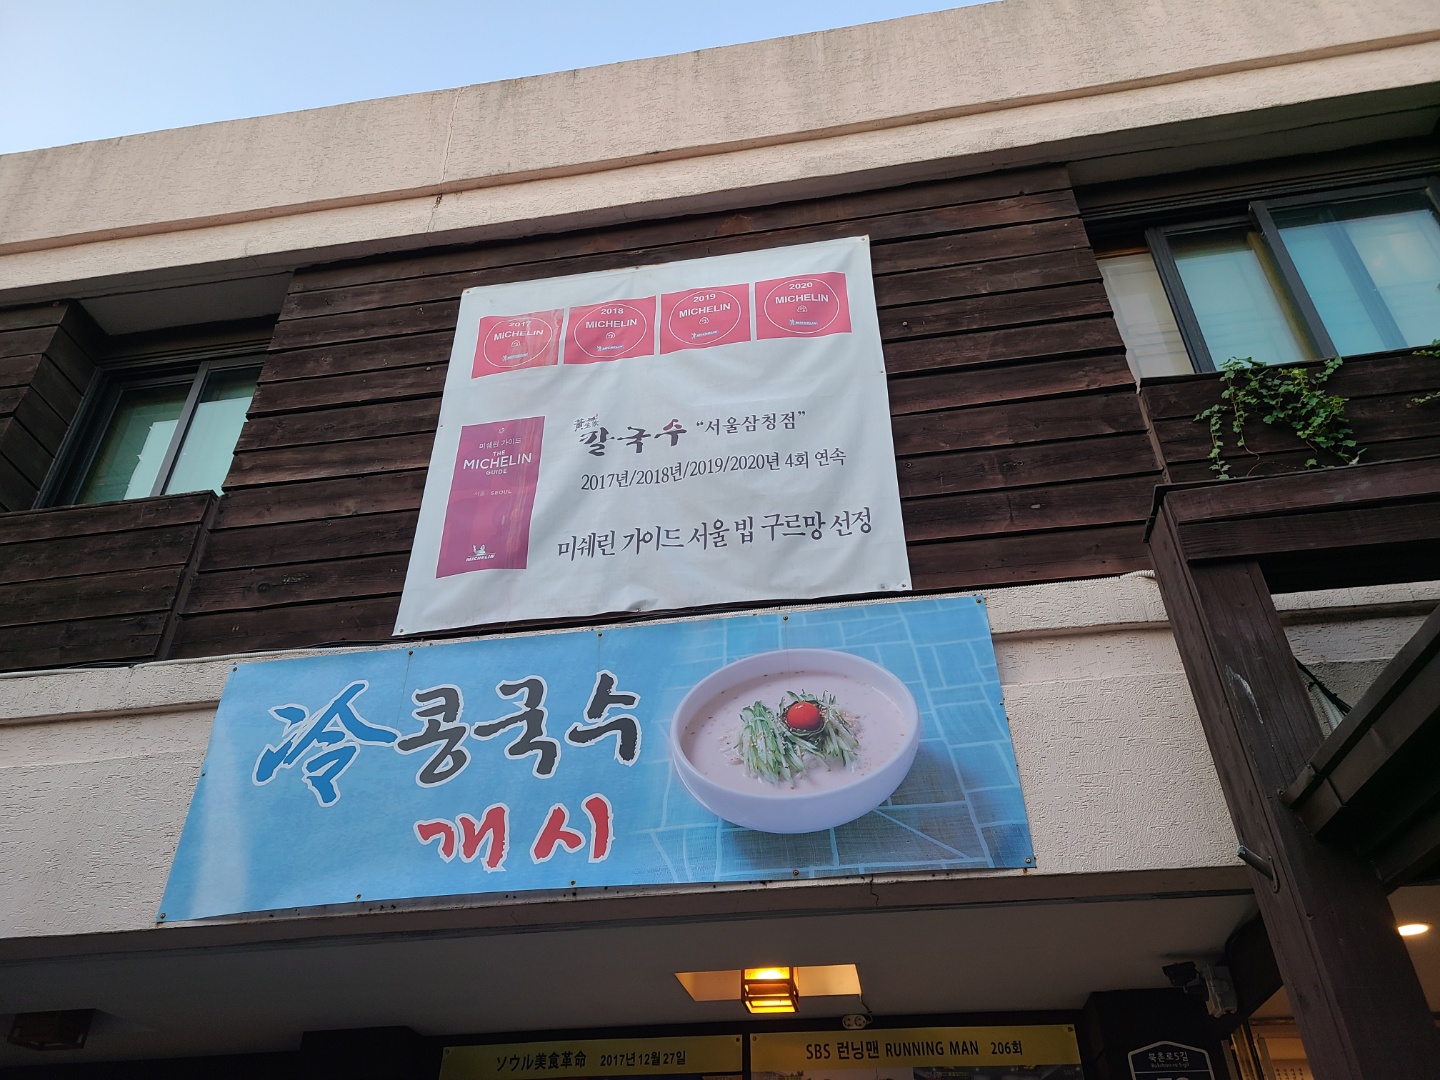 2017
MICHELIN
2018
MICHELIN
2019
MICHELIN
2020
MICHELIN
미쉐린 가이드
THE
MICHELIN
GUIDE
서울 SEOUL
MICHELIN
칼국수 “서울삼청점”
2017년/2018년/2019/2020년 4회 연속
미쉐린 가이드 서울 빕 구르망 선정
冷콩국수
개시
ソウル美食革命 2017년12월27일
SBS 런닝맨 RUNNING MAN 206회
북촌로5길